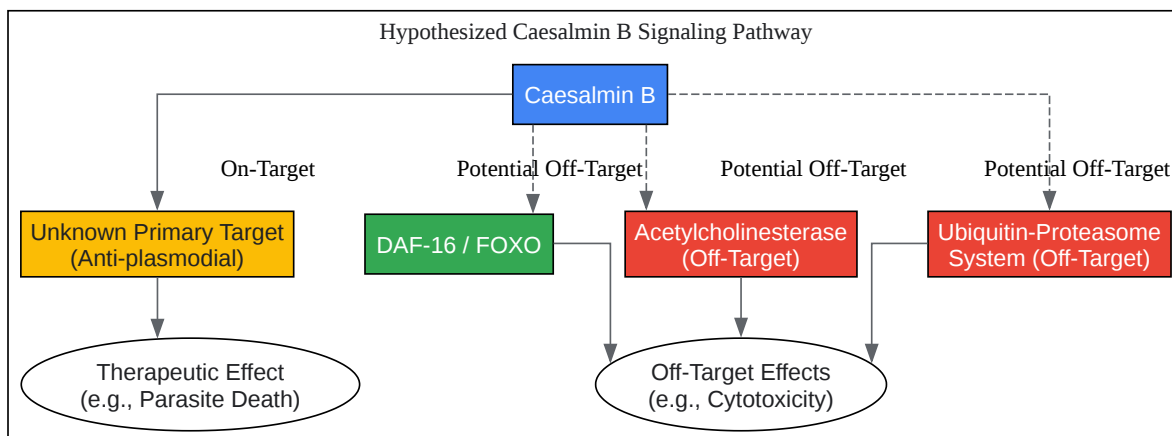 Hypothesized Caesalmin B Signaling Pathway
Caesalmin B
On-Target
Potential Off-Target
Potential Off-Target
Potential Off-Target
Unknown Primary Target
(Anti-plasmodial)
DAF-16 / FOXO
Acetylcholinesterase
(Off-Target)
Ubiquitin-Proteasome
System (Off-Target)
Therapeutic Effect
(e.g., Parasite Death)
Off-Target Effects
(e.g., Cytotoxicity)